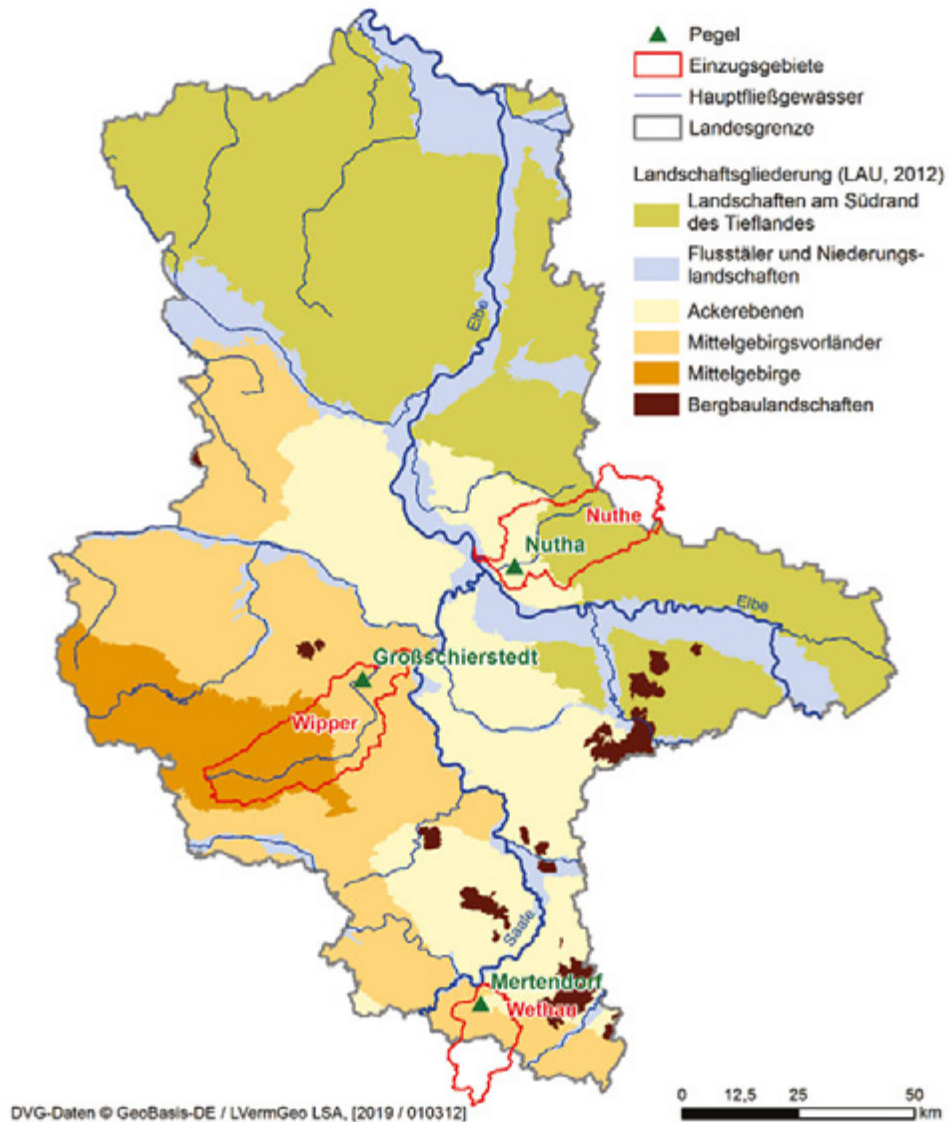 Pegel
Einzugsgebiete
Hauptfließgewässer
Landesgrenze
Landschaftsgliederung (LAU, 2012)
Landschaften am Südrand
des Tieflandes
Flusstäler und Niederungs-
landschaften
Ackerebenen
Mittelgebirgsvorländer
Mittelgebirge
Bergbaulandschaften
Elbe
Nuthe
Nutha
Elbe
Großschierstedt
Wipper
Saale
Mertendorf
Wethau
0 12,5 25 50
km
DVG-Daten © GeoBasis-DE / LVermGeo LSA, [2019 / 010312]